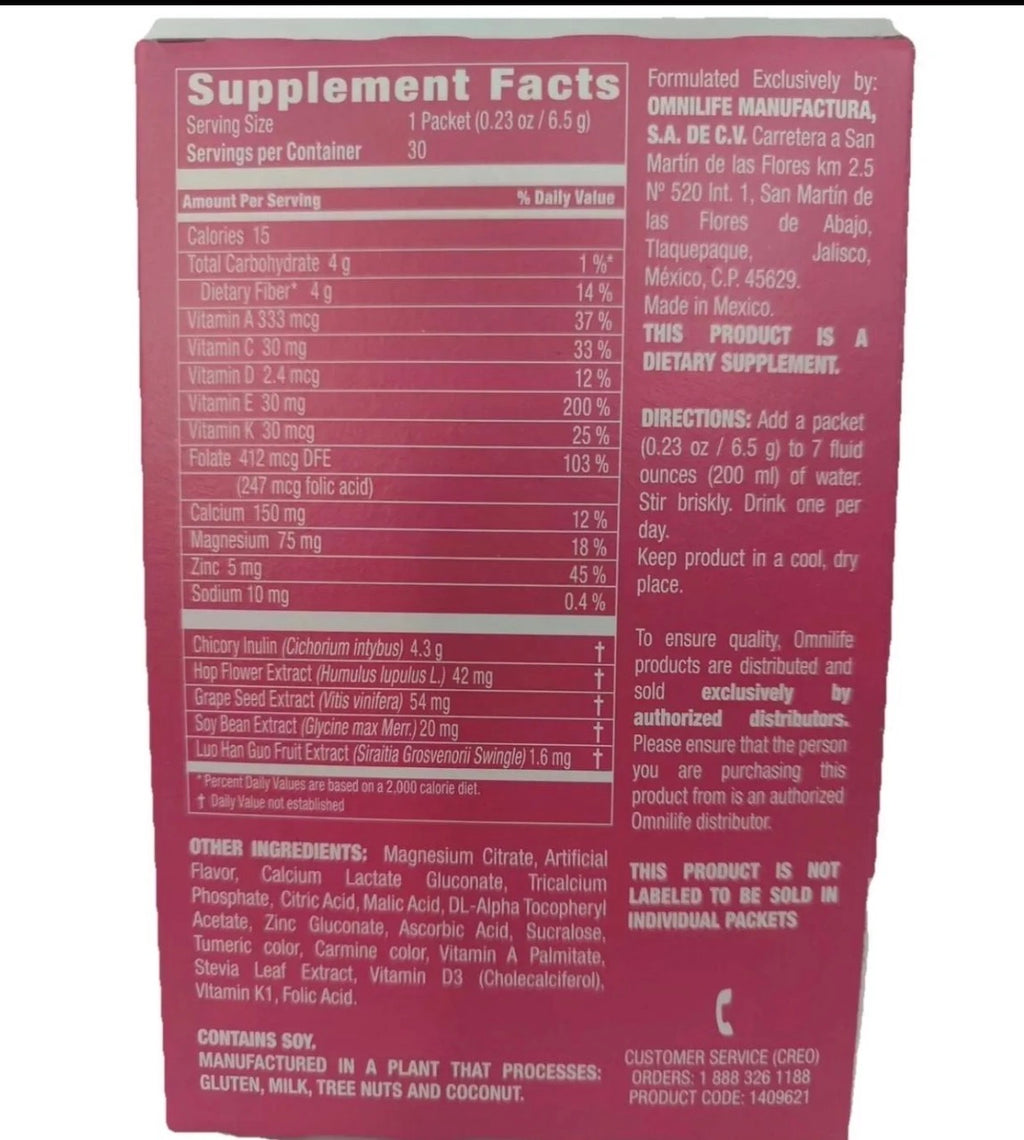 Supplement Facts
Serving Size 1 Packet (0.23 oz / 6.5 g)
Servings per Container 30
Amount Per Serving % Daily Value
Calories 15
Total Carbohydrate 4 g 1 %*
Dietary Fiber* 4 g 14 %
Vitamin A 333 mcg 37 %
Vitamin C 30 mg 33 %
Vitamin D 2.4 mcg 12 %
Vitamin E 30 mg 200 %
Vitamin K 30 mcg 25 %
Folate 412 mcg DFE 103 %
(247 mcg folic acid)
Calcium 150 mg 12 %
Magnesium 75 mg 18 %
Zinc 5 mg 45 %
Sodium 10 mg 0.4 %
Chicory Inulin (Cichorium intybus) 4.3 g †
Hop Flower Extract (Humulus lupulus L.) 42 mg †
Grape Seed Extract (Vitis vinifera) 54 mg †
Soy Bean Extract (Glycine max Merr.) 20 mg †
Luo Han Guo Fruit Extract (Siraitia Grosvenorii Swingle) 1.6 mg †
*Percent Daily Values are based on a 2,000 calorie diet.
† Daily Value not established
OTHER INGREDIENTS: Magnesium Citrate, Artificial
Flavor, Calcium Lactate Gluconate, Tricalcium
Phosphate, Citric Acid, Malic Acid, DL-Alpha Tocopheryl
Acetate, Zinc Gluconate, Ascorbic Acid, Sucralose,
Tumeric color, Carmine color, Vitamin A Palmitate,
Stevia Leaf Extract, Vitamin D3 (Cholecalciferol),
VItamin K1, Folic Acid.
CONTAINS SOY.
MANUFACTURED IN A PLANT THAT PROCESSES:
GLUTEN, MILK, TREE NUTS AND COCONUT.
Formulated Exclusively by:
OMNILIFE MANUFACTURA,
S.A. DE C.V. Carretera a San
Martín de las Flores km 2.5
Nº 520 Int. 1, San Martín de
las Flores de Abajo,
Tlaquepaque, Jalisco,
México, C.P. 45629.
Made in Mexico.
THIS PRODUCT IS A
DIETARY SUPPLEMENT.
DIRECTIONS: Add a packet
(0.23 oz / 6.5 g) to 7 fluid
ounces (200 ml) of water.
Stir briskly. Drink one per
day.
Keep product in a cool, dry
place.
To ensure quality, Omnilife
products are distributed and
sold exclusively by
authorized distributors.
Please ensure that the person
you are purchasing this
product from is an authorized
Omnilife distributor.
THIS PRODUCT IS NOT
LABELED TO BE SOLD IN
INDIVIDUAL PACKETS
CUSTOMER SERVICE (CREO)
ORDERS: 1 888 326 1188
PRODUCT CODE: 1409621